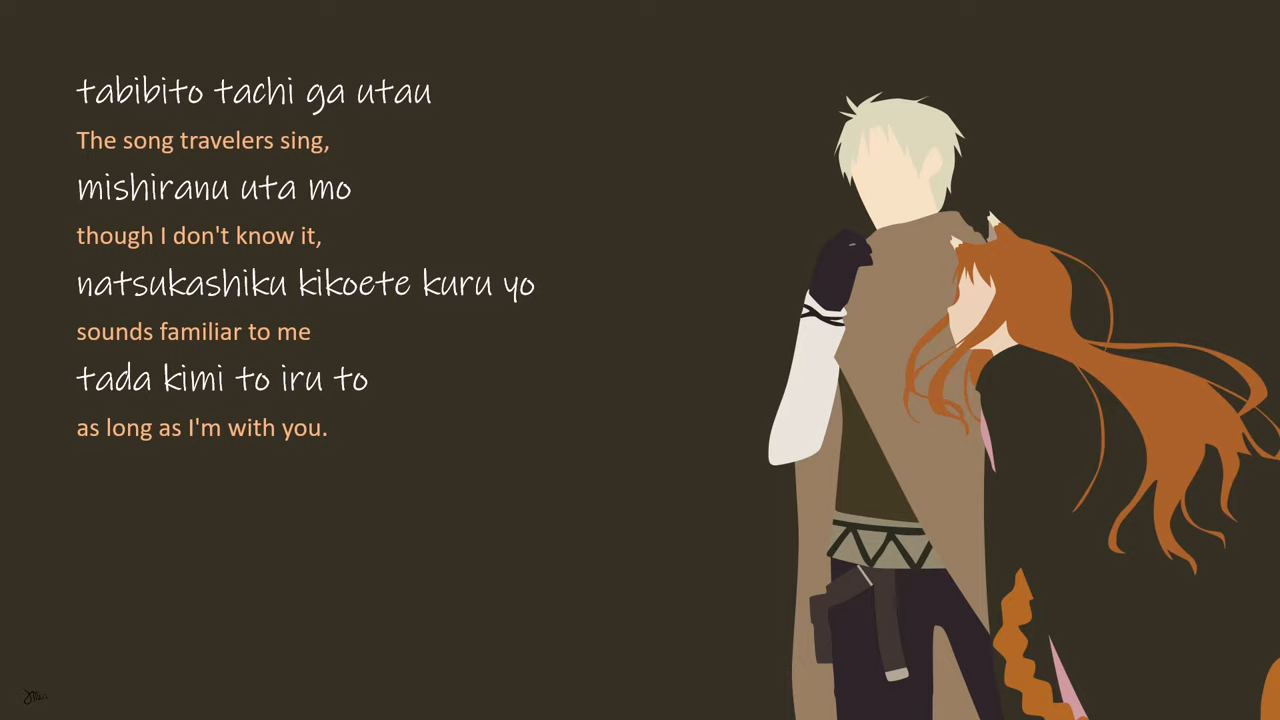 tabibito tachi ga utau
The song travelers sing,
mishiranu uta mo
though I don't know it,
natsukashiku kikoete kuru yo
sounds familiar to me
tada kimi to iru to
as long as I'm with you.